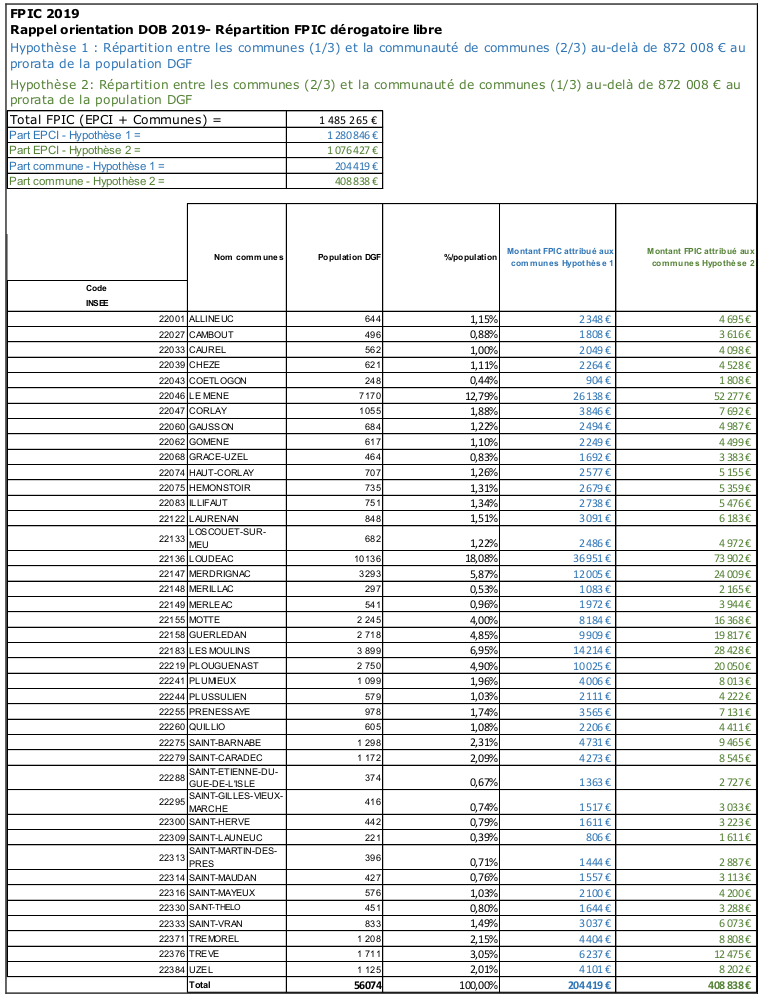 FPIC 2019
Rappel orientation DOB 2019- Répartition FPIC dérogatoire libre
Hypothèse 1 : Répartition entre les communes (1/3) et la communauté de communes (2/3) au-delà de 872 008 € au
prorata de la population DGF
Hypothèse 2: Répartition entre les communes (2/3) et la communauté de communes (1/3) au-delà de 872 008 € au
prorata de la population DGF
Total FPIC (EPCI + Communes) = 1 485 265 €
Part EPCI - Hypothèse 1 = 1 280 846 €
Part EPCI - Hypothèse 2 = 1 076 427 €
Part commune - Hypothèse 1 = 204 419 €
Part commune - Hypothèse 2 = 408 838 €
Nom communes Population DGF %/population Montant FPIC attribué aux communes Hypothèse 1 Montant FPIC attribué aux communes Hypothèse 2
Code
INSEE
22001 ALLINEUC 644 1,15% 2 348 € 4 695 €
22027 CAMBOUT 496 0,88% 1 808 € 3 616 €
22033 CAUREL 562 1,00% 2 049 € 4 098 €
22039 CHEZE 621 1,11% 2 264 € 4 528 €
22043 COETLOGON 248 0,44% 904 € 1 808 €
22046 LE MENE 7170 12,79% 26 138 € 52 277 €
22047 CORLAY 1055 1,88% 3 846 € 7 692 €
22060 GAUSSON 684 1,22% 2 494 € 4 987 €
22062 GOMENE 617 1,10% 2 249 € 4 499 €
22068 GRACE-UZEL 464 0,83% 1 692 € 3 383 €
22074 HAUT-CORLAY 707 1,26% 2 577 € 5 155 €
22075 HEMONSTOIR 735 1,31% 2 679 € 5 359 €
22083 ILLIFAUT 751 1,34% 2 738 € 5 476 €
22122 LAURENAN 848 1,51% 3 091 € 6 183 €
22133 LOSCOUET-SUR-
MEU 682 1,22% 2 486 € 4 972 €
22136 LOUDEAC 10136 18,08% 36 951 € 73 902 €
22147 MERDRIGNAC 3293 5,87% 12 005 € 24 009 €
22148 MERILLAC 297 0,53% 1 083 € 2 165 €
22149 MERLEAC 541 0,96% 1 972 € 3 944 €
22155 MOTTE 2 245 4,00% 8 184 € 16 368 €
22158 GUERLEDAN 2 718 4,85% 9 909 € 19 817 €
22183 LES MOULINS 3 899 6,95% 14 214 € 28 428 €
22219 PLOUGUENAST 2 750 4,90% 10 025 € 20 050 €
22241 PLUMIEUX 1 099 1,96% 4 006 € 8 013 €
22244 PLUSSULIEN 579 1,03% 2 111 € 4 222 €
22255 PRENESSAYE 978 1,74% 3 565 € 7 131 €
22260 QUILLIO 605 1,08% 2 206 € 4 411 €
22275 SAINT-BARNABE 1 298 2,31% 4 731 € 9 465 €
22279 SAINT-CARADEC 1 172 2,09% 4 273 € 8 545 €
22288 SAINT-ETIENNE-DU-
GUE-DE-L'ISLE 374 0,67% 1 363 € 2 727 €
22295 SAINT-GILLES-VIEUX-
MARCHE 416 0,74% 1 517 € 3 033 €
22300 SAINT-HERVE 442 0,79% 1 611 € 3 223 €
22309 SAINT-LAUNEUC 221 0,39% 806 € 1 611 €
22313 SAINT-MARTIN-DES-
PRES 396 0,71% 1 444 € 2 887 €
22314 SAINT-MAUDAN 427 0,76% 1 557 € 3 113 €
22316 SAINT-MAYEUX 576 1,03% 2 100 € 4 200 €
22330 SAINT-THELO 451 0,80% 1 644 € 3 288 €
22333 SAINT-VRAN 833 1,49% 3 037 € 6 073 €
22371 TREMOREL 1 208 2,15% 4 404 € 8 808 €
22376 TREVE 1 711 3,05% 6 237 € 12 475 €
22384 UZEL 1 125 2,01% 4 101 € 8 202 €
Total 56074 100,00% 204 419 € 408 838 €